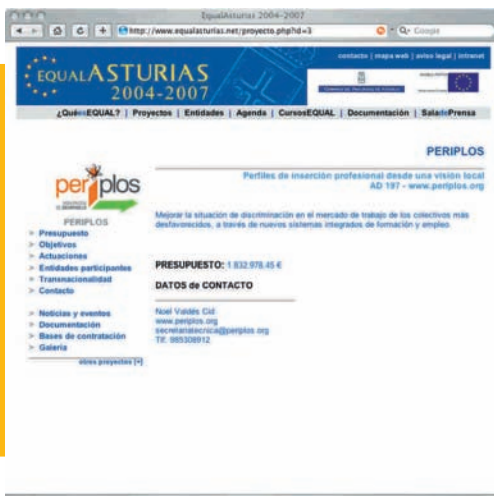 EqualAsturias 2004-2007
http://www.equalasturias.net/proyecto.php?id=3
Google
contacto | mapa web | aviso legal | intranet
EQUALASTURIAS
2004-2007
¿QuéesEQUAL? | Proyectos | Entidades | Agenda | CursosEQUAL | Documentación | SaladePrensa
PERIPLOS
Perfiles de inserción profesional desde una visión local
AD 197 - www.periplos.org
periplos
PERIPLOS
> Presupuesto
> Objetivos
> Actuaciones
> Entidades participantes
> Transnacionalidad
> Contacto
> Noticias y eventos
> Documentación
> Bases de contratación
> Galería
otros proyectos [+]
Mejorar la situación de discriminación en el mercado de trabajo de los colectivos más
desfavorecidos, a través de nuevos sistemas integrados de formación y empleo.
PRESUPUESTO: 1.832.978,45 €
DATOS de CONTACTO
Noel Valdés Cid
www.periplos.org
secretariatecnica@periplos.org
Tlf. 985308912